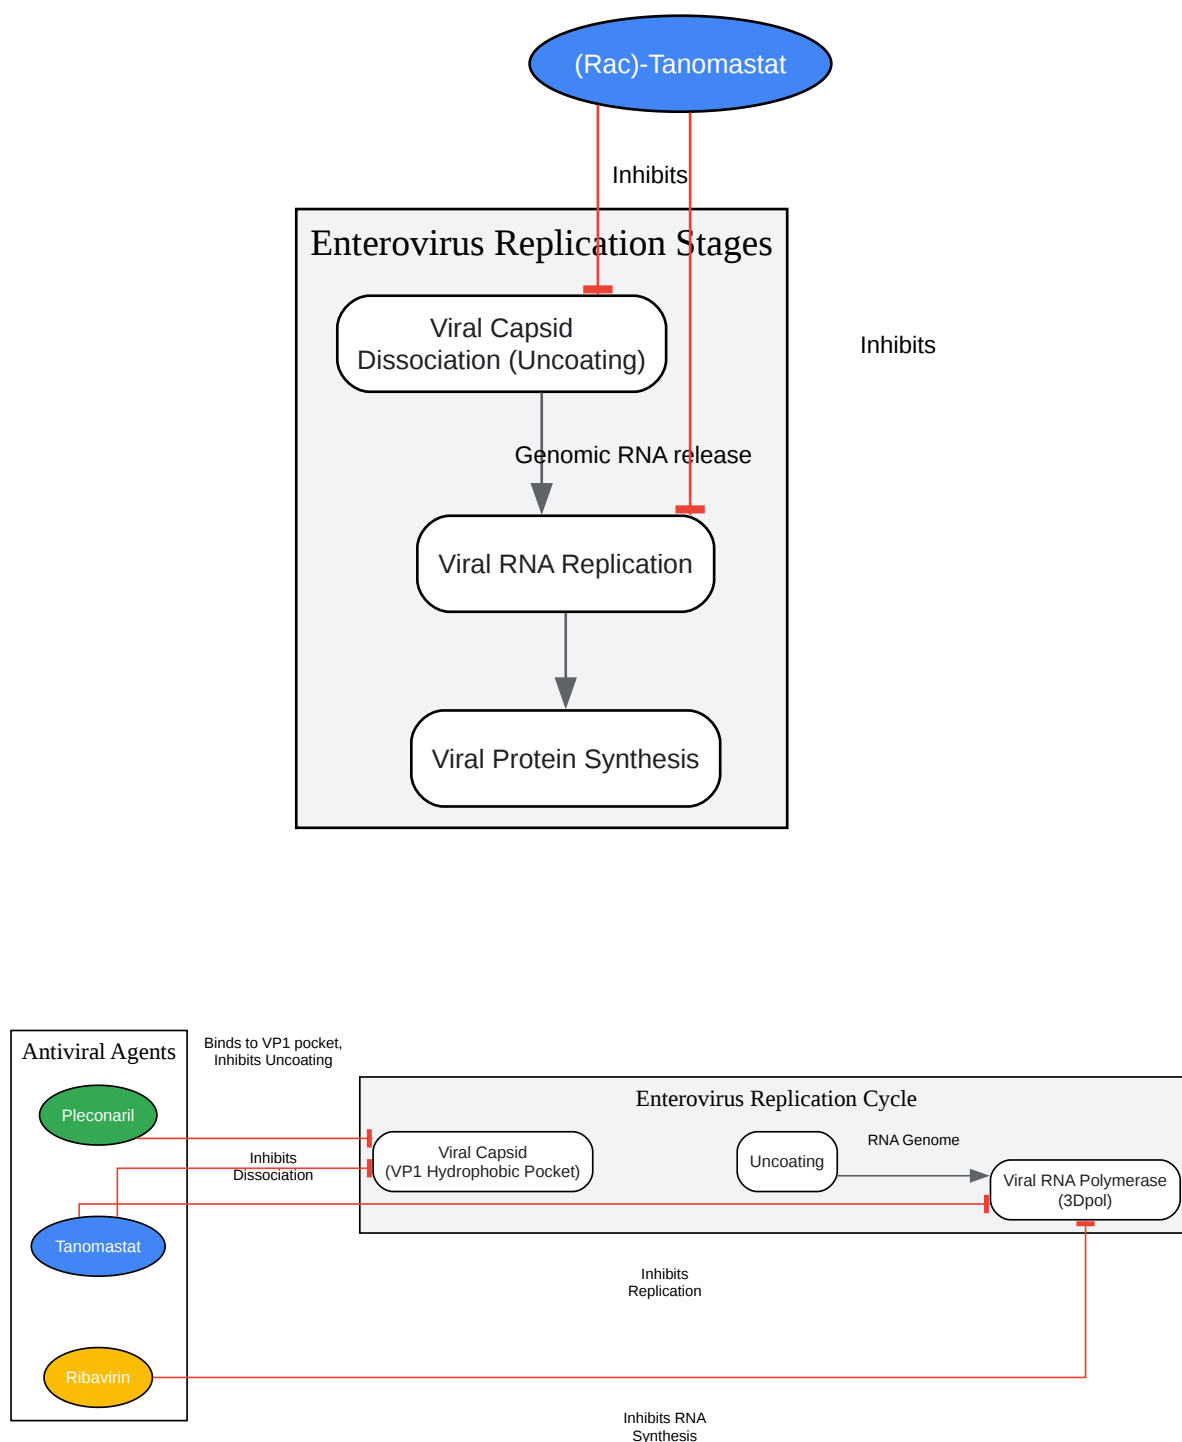 (Rac)-Tanomastat
Inhibits
Enterovirus Replication Stages
Viral Capsid
Dissociation (Uncoating)
Inhibits
Genomic RNA release
Viral RNA Replication
Viral Protein Synthesis
Antiviral Agents
Binds to VP1 pocket,
Inhibits Uncoating
Enterovirus Replication Cycle
Pleconaril
Inhibits
Dissociation
Viral Capsid
(VP1 Hydrophobic Pocket)
Uncoating
RNA Genome
Viral RNA Polymerase
(3Dpol)
Tanomastat
Inhibits
Replication
Ribavirin
Inhibits RNA
Synthesis